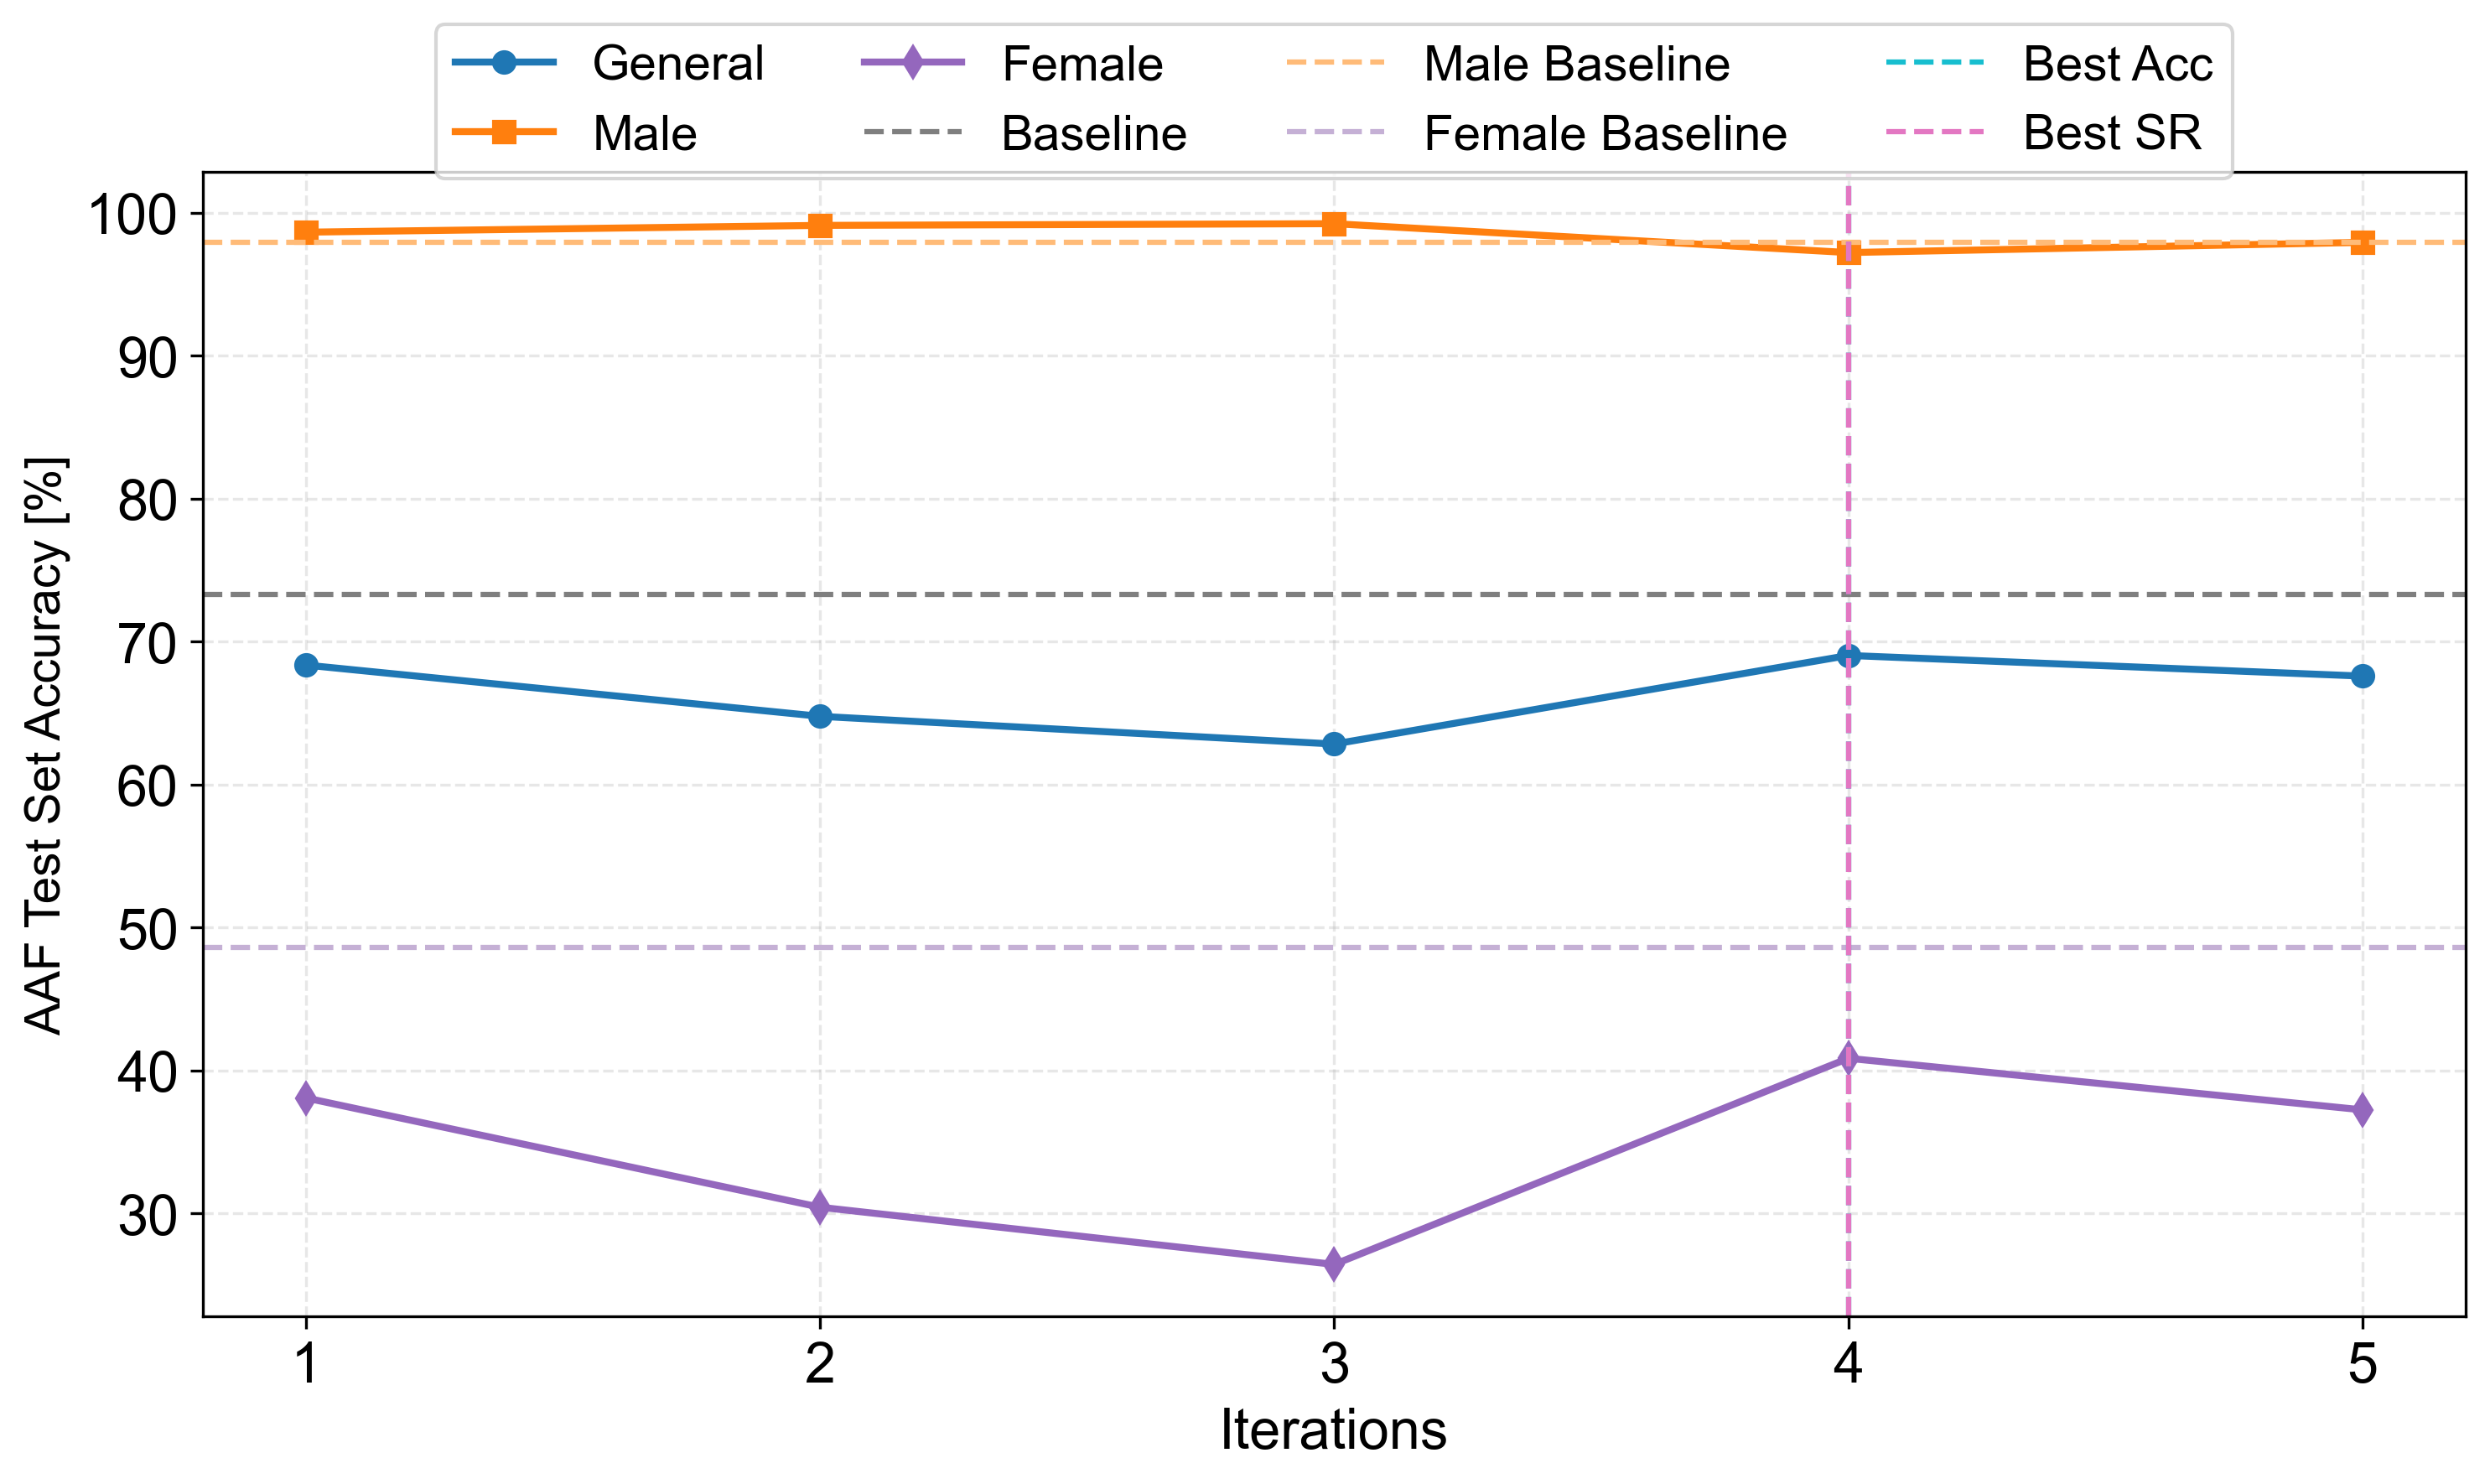 General
Male
Female
Baseline
Male Baseline
Female Baseline
Best Acc
Best SR
100
90
80
70
60
50
40
30
AAF Test Set Accuracy [%]
1 2 3 4 5
Iterations